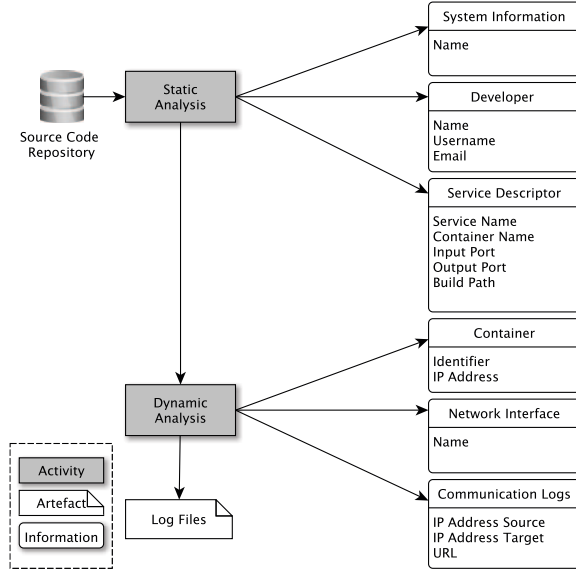 System Information
Name
Static
Analysis
Developer
Name
Username
Email
Source Code
Repository
Service Descriptor
Service Name
Container Name
Input Port
Output Port
Build Path
Container
Identifier
IP Address
Dynamic
Analysis
Network Interface
Name
Activity
Artefact
Information
Log Files
Communication Logs
IP Address Source
IP Address Target
URL